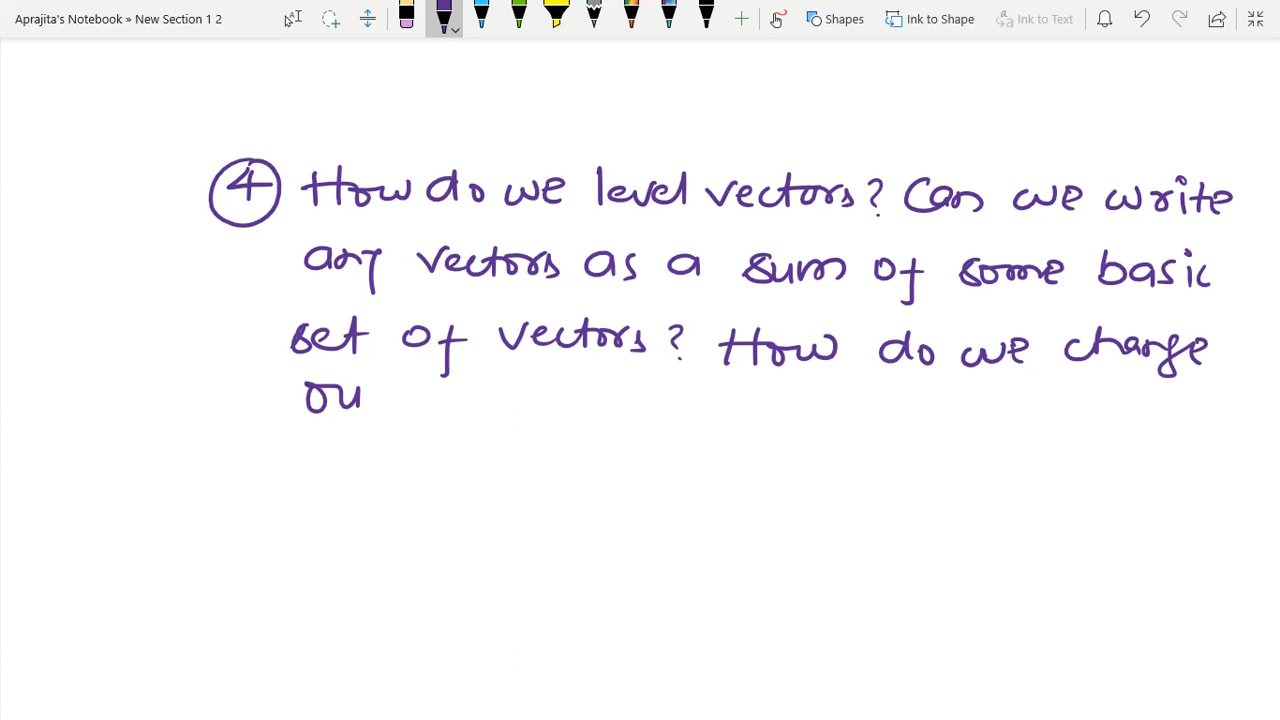 Aprajita's Notebook » New Section 1 2
Shapes
Ink to Shape
Ink to Text
④ How do we level vectors? Can we write
any vectors as a sum of some basic
set of vectors? How do we change
ou